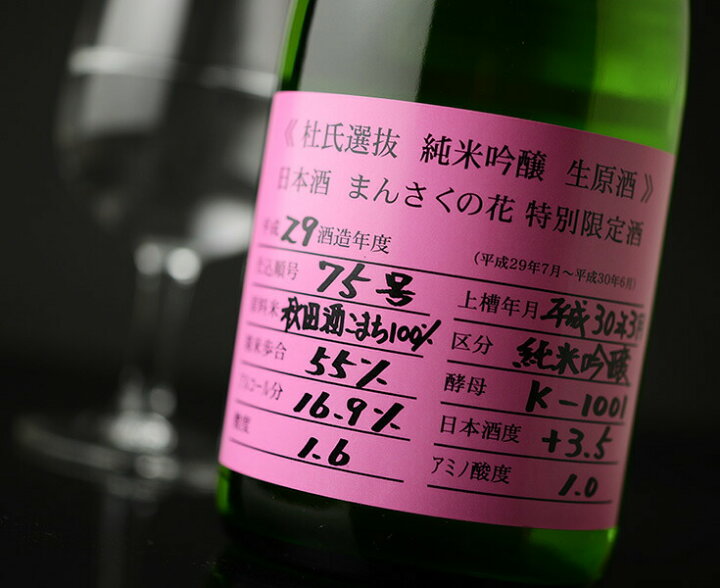 《杜氏選抜 純米吟醸 生原酒》
日本酒 まんさくの花 特別限定酒
平成 29 酒造年度 (平成29年7月〜平成30年6月)
仕込順号 75号
上槽年月 平成30年3月
原料米 秋田酒こまち100%
区分 純米吟醸
精米歩合 55%
酵母 K-1001
アルコール分 16.9%
日本酒度 +3.5
酸度 1.6
アミノ酸度 1.0